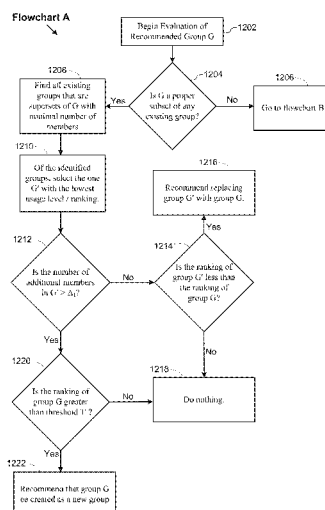 Flowchart A
Begin Evaluation of
Recommended Group G
1202
1204
Is G a proper
subset of any
existing group?
Yes
No
1206
Go to flowchart B
1208
Find all existing
groups that are
supersets of G with
minimal number of
members
1210
Of the identified
groups, select the one
G' with the lowest
usage level / ranking.
1212
Is the number of
additional members
in G' > Δ₁?
No
Yes
1214
Is the ranking of
group G' less than
the ranking of
group G?
Yes
1216
Recommend replacing
group G' with group G.
No
1218
Do nothing.
1220
Is the ranking of
group G greater
than threshold T ?
No
Yes
1222
Recommend that group G
be created as a new group